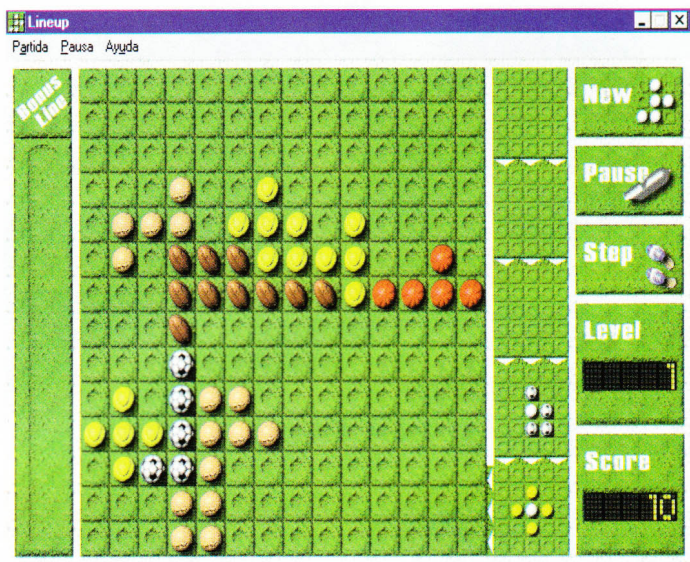 Lineup
Partida Pausa Ayuda
Bonus
Line
New
Pause
Step
Level
1
Score
10